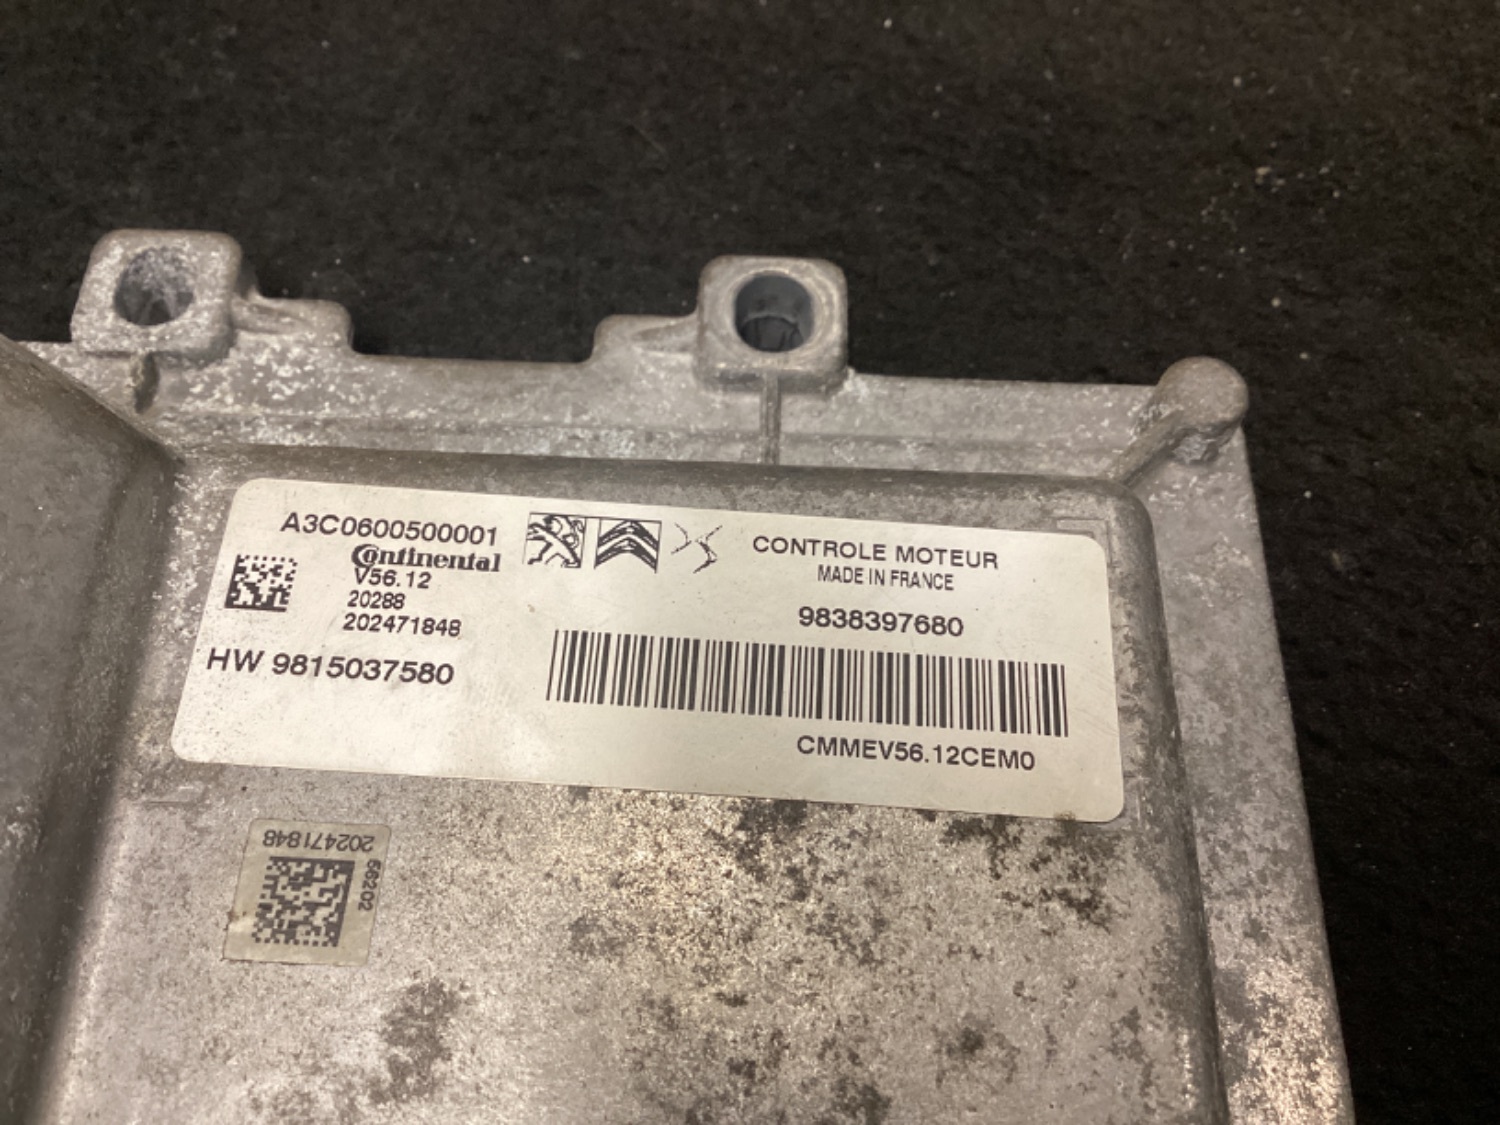 A3C0600500001
Continental
V56.12
20288
202471848
HW 9815037580
CONTROLE MOTEUR
MADE IN FRANCE
9838397680
CMMEV56.12CEM0
202471848
56202